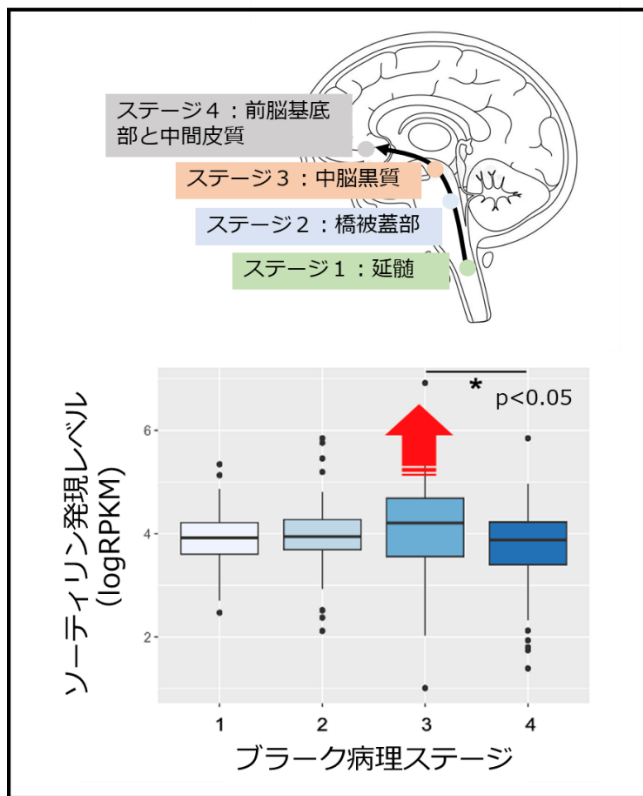 ステージ４：前脳基底
部と中間皮質
ステージ３：中脳黒質
ステージ２：橋被蓋部
ステージ１：延髄
*
p<0.05
ソーティリン発現レベル
(logRPKM)
6
4
2
1 2 3 4
ブラーク病理ステージ